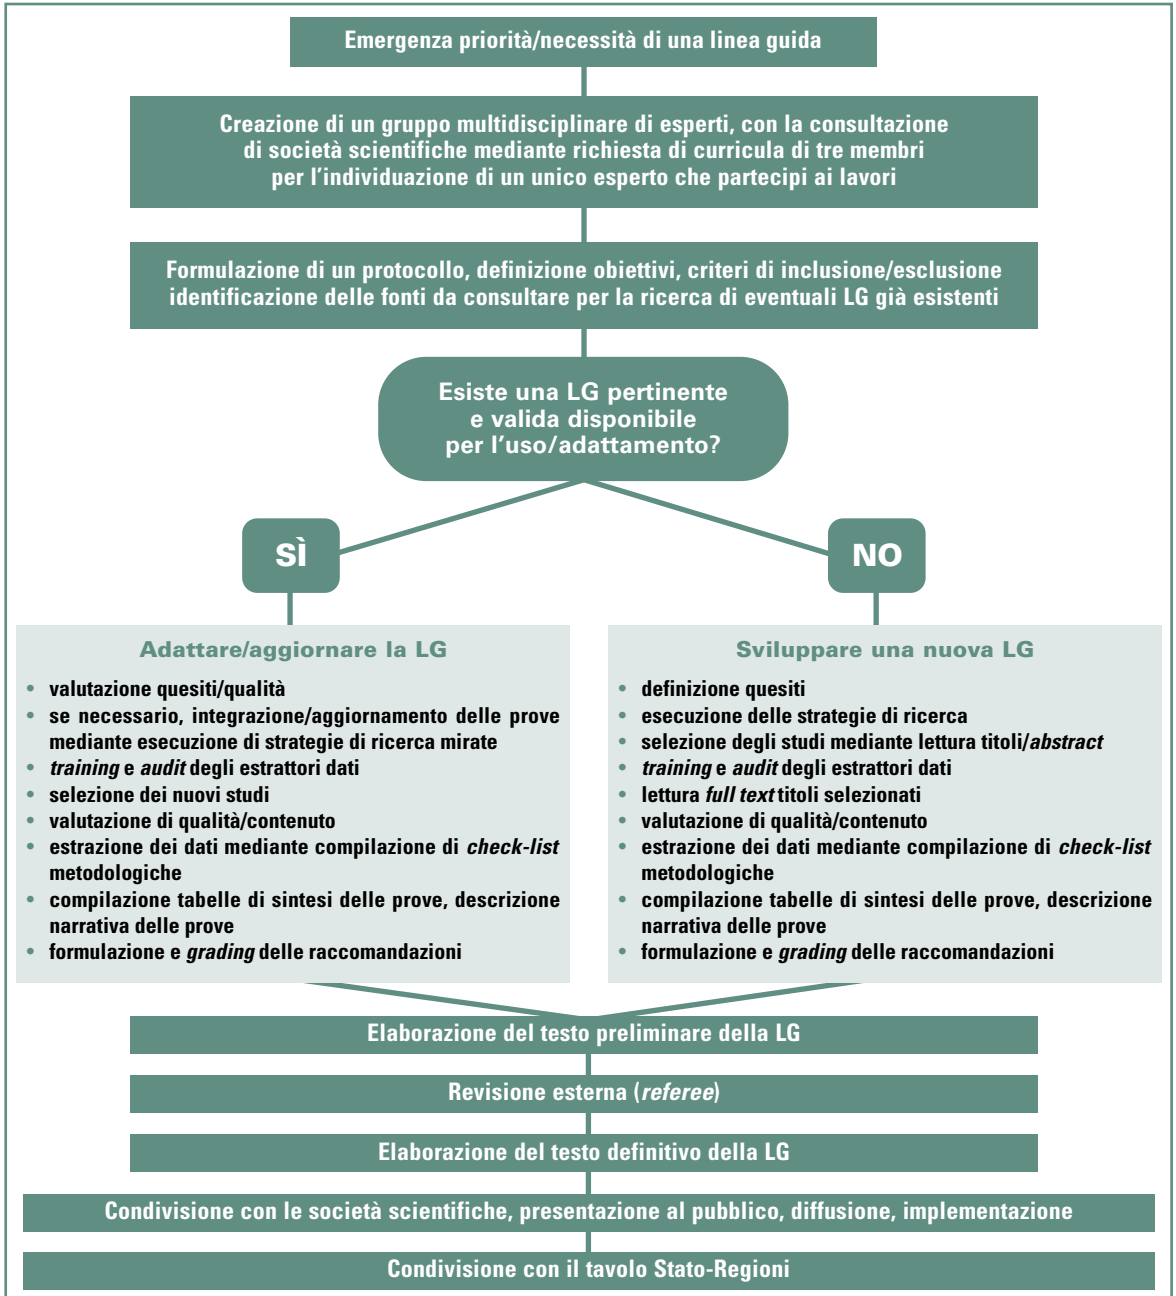 Emergenza priorità/necessità di una linea guida
Creazione di un gruppo multidisciplinare di esperti, con la consultazione
di società scientifiche mediante richiesta di curricula di tre membri
per l'individuazione di un unico esperto che partecipi ai lavori
Formulazione di un protocollo, definizione obiettivi, criteri di inclusione/esclusione
identificazione delle fonti da consultare per la ricerca di eventuali LG già esistenti
Esiste una LG pertinente
e valida disponibile
per l'uso/adattamento?
SÌ
NO
Adattare/aggiornare la LG
• valutazione quesiti/qualità
• se necessario, integrazione/aggiornamento delle prove
mediante esecuzione di strategie di ricerca mirate
• training e audit degli estrattori dati
• selezione dei nuovi studi
• valutazione di qualità/contenuto
• estrazione dei dati mediante compilazione di check-list
metodologiche
• compilazione tabelle di sintesi delle prove, descrizione
narrativa delle prove
• formulazione e grading delle raccomandazioni
Sviluppare una nuova LG
• definizione quesiti
• esecuzione delle strategie di ricerca
• selezione degli studi mediante lettura titoli/abstract
• training e audit degli estrattori dati
• lettura full text titoli selezionati
• valutazione di qualità/contenuto
• estrazione dei dati mediante compilazione di check-list
metodologiche
• compilazione tabelle di sintesi delle prove, descrizione
narrativa delle prove
• formulazione e grading delle raccomandazioni
Elaborazione del testo preliminare della LG
Revisione esterna (referee)
Elaborazione del testo definitivo della LG
Condivisione con le società scientifiche, presentazione al pubblico, diffusione, implementazione
Condivisione con il tavolo Stato-Regioni